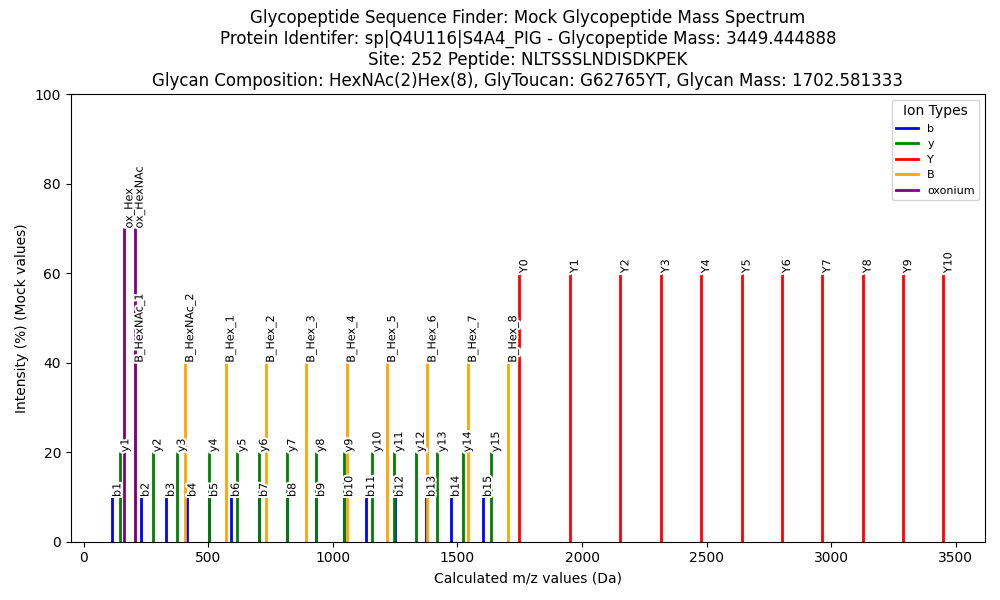 Glycopeptide Sequence Finder: Mock Glycopeptide Mass Spectrum
Protein Identifer: sp|Q4U116|S4A4_PIG - Glycopeptide Mass: 3449.444888
Site: 252 Peptide: NLTSSSLNDISDKPEK
Glycan Composition: HexNAc(2)Hex(8), GlyToucan: G62765YT, Glycan Mass: 1702.581333
100
80
60
40
20
0
Intensity (%) (Mock values)
Ion Types
b
y
Y
B
oxonium
ox_Hex
ox_HexNAc
Y0
Y1
Y2
Y3
Y4
Y5
Y6
Y7
Y8
Y9
Y10
B_HexNAc_1
B_HexNAc_2
B_Hex_1
B_Hex_2
B_Hex_3
B_Hex_4
B_Hex_5
B_Hex_6
B_Hex_7
B_Hex_8
y1
y2
y3
y4
y5
y6
y7
y8
y9
y10
y11
y12
y13
y14
y15
b1
b2
b3
b4
b5
b6
b7
b8
b9
b10
b11
b12
b13
b14
b15
0
500
1000
1500
2000
2500
3000
3500
Calculated m/z values (Da)